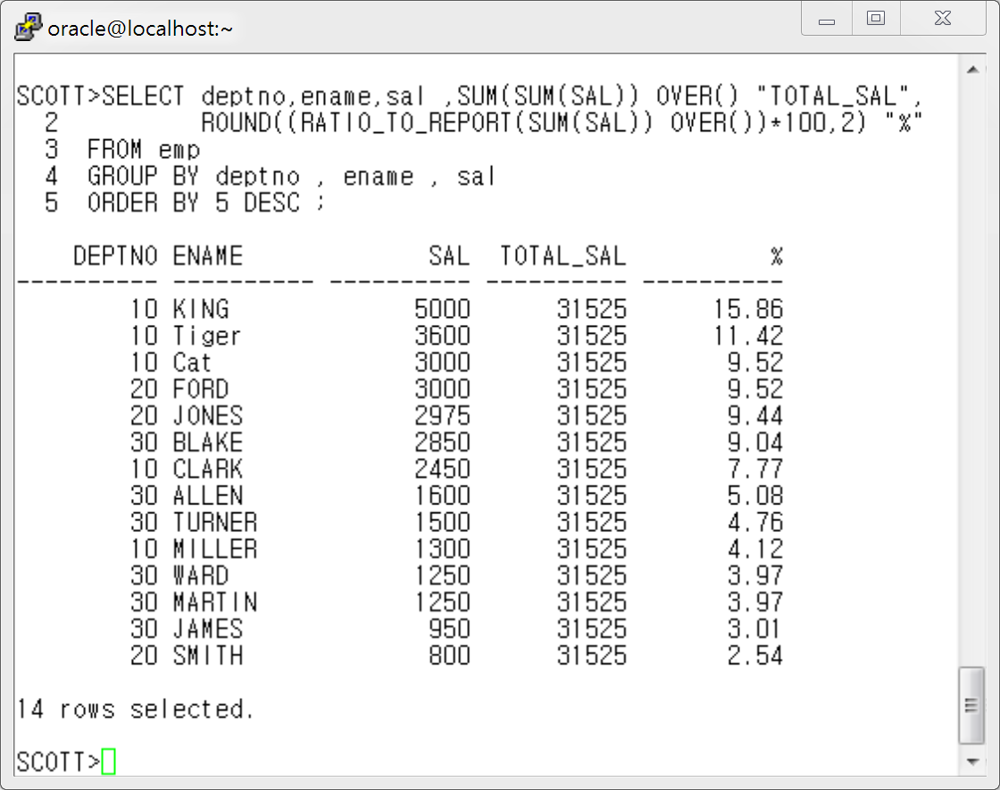 oracle@localhost:~
SCOTT>SELECT deptno,ename,sal ,SUM(SUM(SAL)) OVER() "TOTAL_SAL",
  2          ROUND((RATIO_TO_REPORT(SUM(SAL)) OVER())*100,2) "%"
  3  FROM emp
  4  GROUP BY deptno , ename , sal
  5  ORDER BY 5 DESC ;
    DEPTNO ENAME             SAL  TOTAL_SAL          %
---------- ---------- ---------- ---------- ----------
        10 KING             5000      31525      15.86
        10 Tiger            3600      31525      11.42
        10 Cat              3000      31525       9.52
        20 FORD             3000      31525       9.52
        20 JONES            2975      31525       9.44
        30 BLAKE            2850      31525       9.04
        10 CLARK            2450      31525       7.77
        30 ALLEN            1600      31525       5.08
        30 TURNER           1500      31525       4.76
        10 MILLER           1300      31525       4.12
        30 WARD             1250      31525       3.97
        30 MARTIN           1250      31525       3.97
        30 JAMES             950      31525       3.01
        20 SMITH             800      31525       2.54
14 rows selected.
SCOTT>